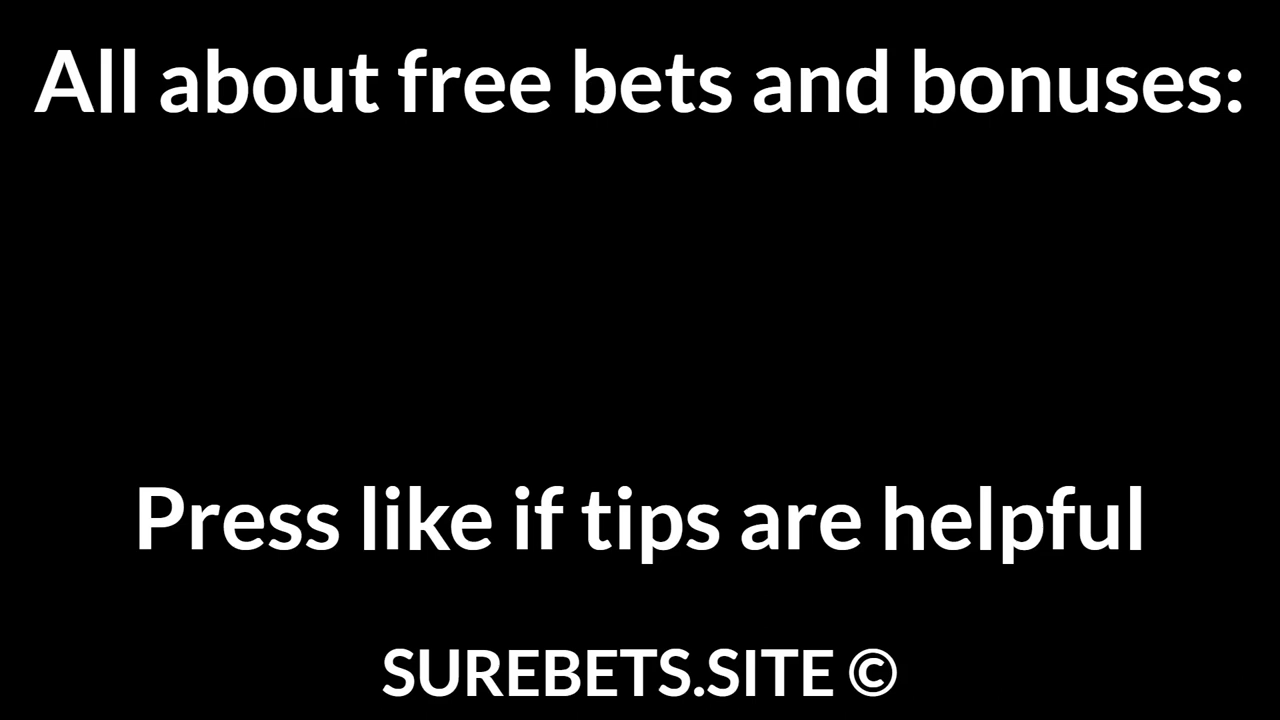 All about free bets and bonuses:
Press like if tips are helpful
SUREBETS.SITE ©